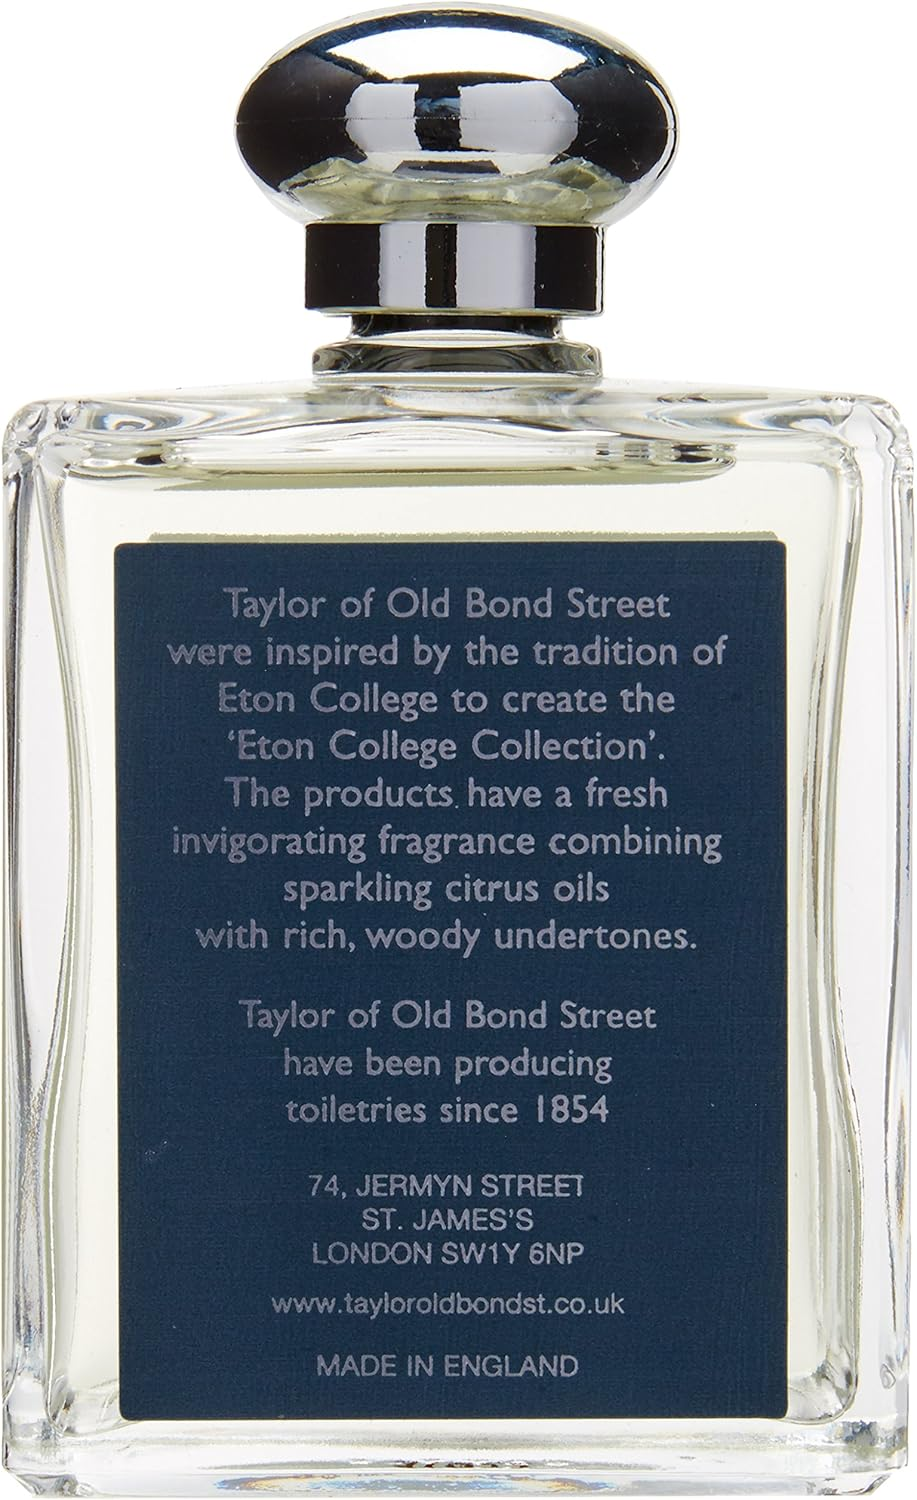 Taylor of Old Bond Street
were inspired by the tradition of
Eton College to create the
‘Eton College Collection’.
The products have a fresh
invigorating fragrance combining
sparkling citrus oils
with rich, woody undertones.
Taylor of Old Bond Street
have been producing
toiletries since 1854
74, JERMYN STREET
ST. JAMES'S
LONDON SW1Y 6NP
www.tayloroldbondst.co.uk
MADE IN ENGLAND